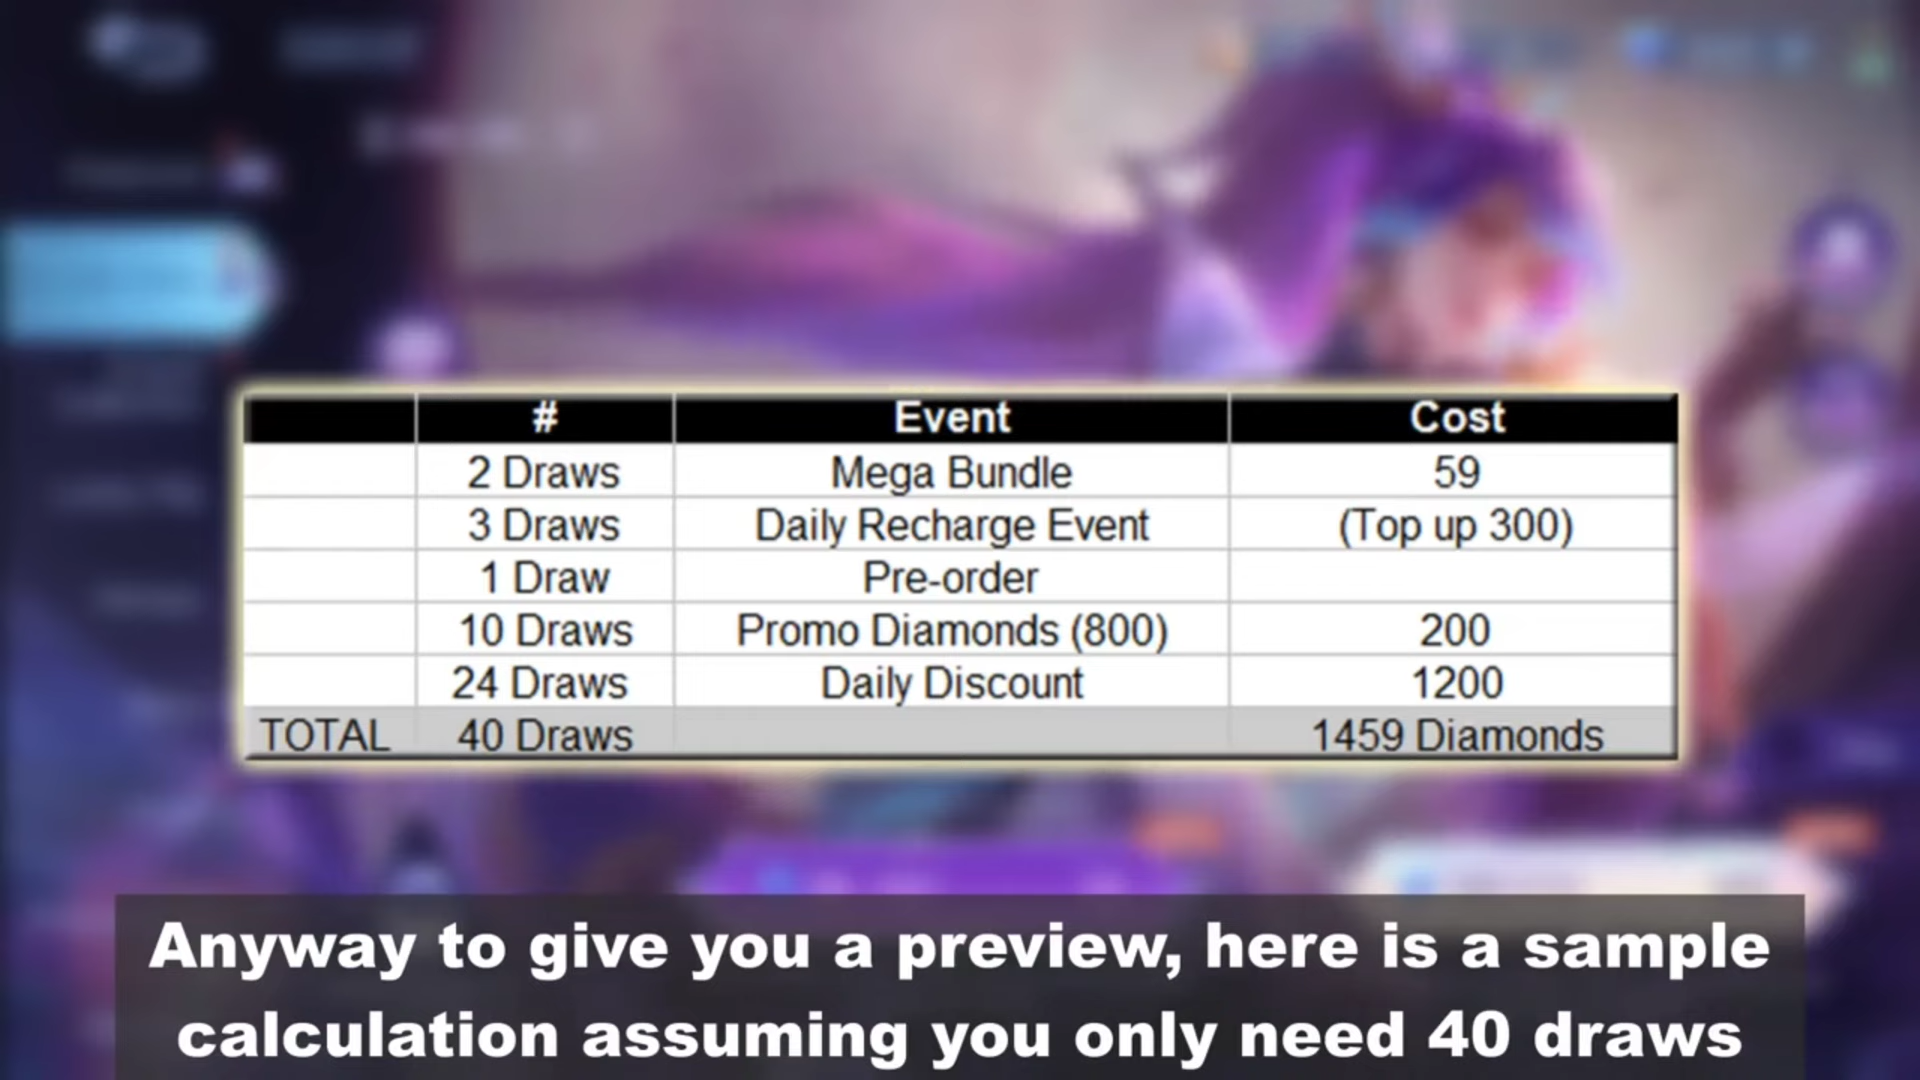 # Event Cost
2 Draws Mega Bundle 59
3 Draws Daily Recharge Event (Top up 300)
1 Draw Pre-order
10 Draws Promo Diamonds (800) 200
24 Draws Daily Discount 1200
TOTAL 40 Draws 1459 Diamonds
Anyway to give you a preview, here is a sample
calculation assuming you only need 40 draws